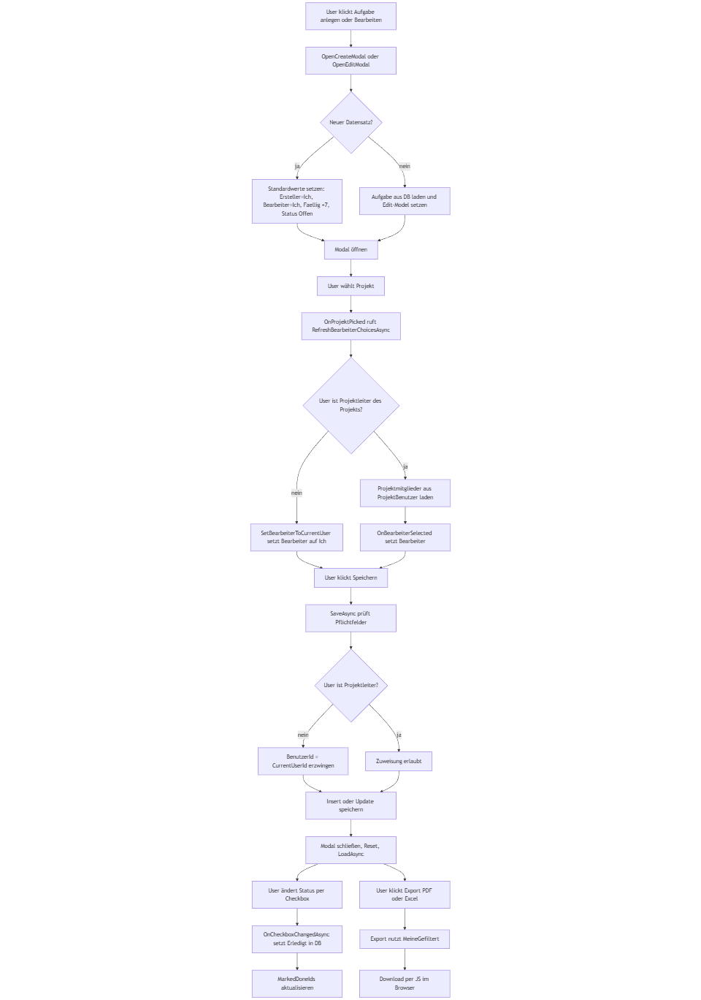 User klickt Aufgabe
anlegen oder Bearbeiten
OpenCreateModal oder
OpenEditModal
Neuer Datensatz?
ja
nein
Standardwerte setzen:
Ersteller=Ich,
Bearbeiter=Ich, Faellig +7,
Status Offen
Aufgabe aus DB laden und
Edit-Model setzen
Modal öffnen
User wählt Projekt
OnProjektPicked ruft
RefreshBearbeiterChoicesAsync
User ist Projektleiter des
Projekts?
ja
nein
Projektmitglieder aus
ProjektBenutzer laden
SetBearbeiterToCurrentUser
setzt Bearbeiter auf Ich
OnBearbeiterSelected
setzt Bearbeiter
User klickt Speichern
SaveAsync prüft
Pflichtfelder
User ist Projektleiter?
nein
ja
BenutzerId =
CurrentUserId erzwingen
Zuweisung erlaubt
Insert oder Update
speichern
Modal schließen, Reset,
LoadAsync
User ändert Status per
Checkbox
User klickt Export PDF
oder Excel
OnCheckboxChangedAsync
setzt Erledigt in DB
Export nutzt MeineGefiltert
MarkedDoneIds
aktualisieren
Download per JS im
Browser